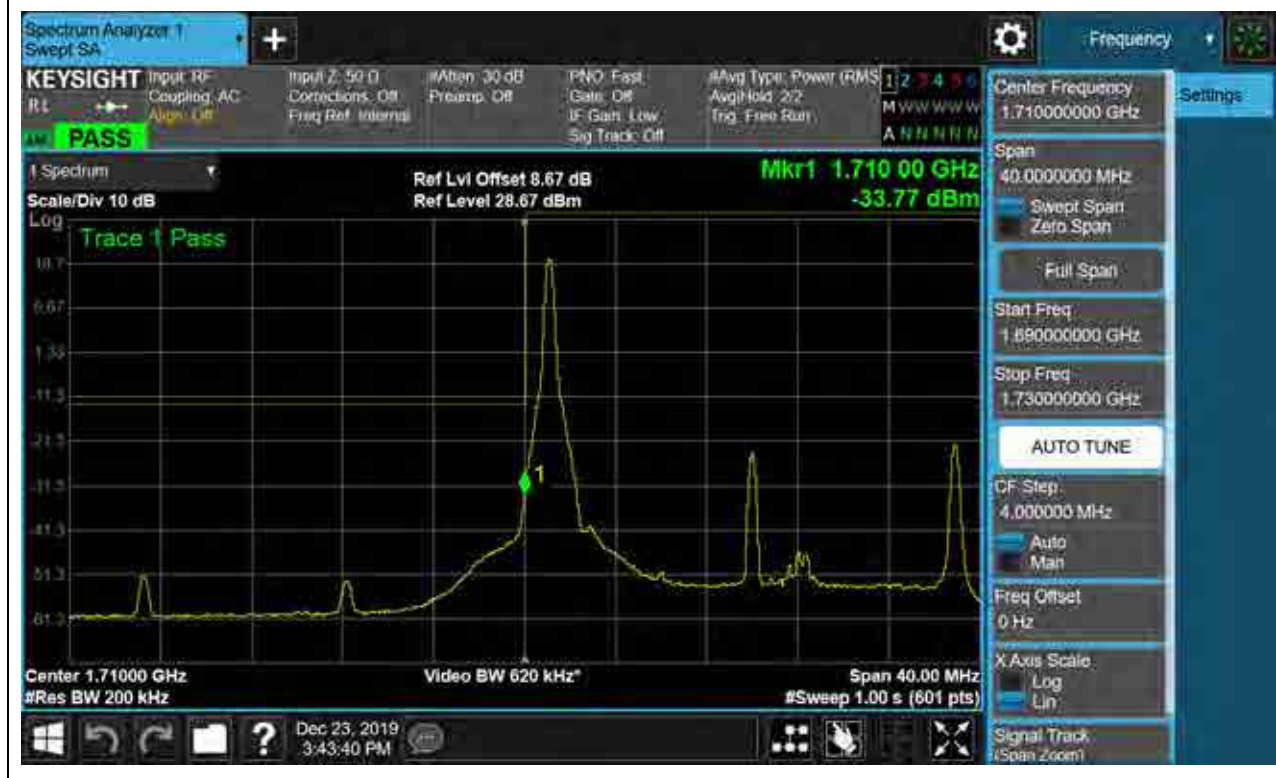 Spectrum Analyzer 1
Swept SA
+
Frequency
KEYSIGHT
R L
Input: RF
Coupling: AC
Align: Off
Input Z: 50 Ω
Corrections: Off
Freq Ref: Internal
#Atten: 30 dB
Preamp: Off
PNO: Fast
Gate: Off
IF Gain: Low
Sig Track: Off
#Avg Type: Power (RMS
Avg|Hold: 2/2
Trig: Free Run
1 2 3 4 5 6
M W W W W W
A N N N N N
PASS
1 Spectrum
Scale/Div 10 dB
Ref Lvl Offset 8.67 dB
Ref Level 28.67 dBm
Mkr1 1.710 00 GHz
-33.77 dBm
Log
Trace 1 Pass
18.7
8.67
-1.33
-11.3
-21.3
-31.3
-41.3
-51.3
-61.3
1
Center 1.71000 GHz
#Res BW 200 kHz
Video BW 620 kHz*
Span 40.00 MHz
#Sweep 1.00 s (601 pts)
Center Frequency
1.710000000 GHz
Settings
Span
40.0000000 MHz
Swept Span
Zero Span
Full Span
Start Freq
1.690000000 GHz
Stop Freq
1.730000000 GHz
AUTO TUNE
CF Step
4.000000 MHz
Auto
Man
Freq Offset
0 Hz
X Axis Scale
Log
Lin
Signal Track
(Span Zoom)
?
Dec 23, 2019
3:43:40 PM